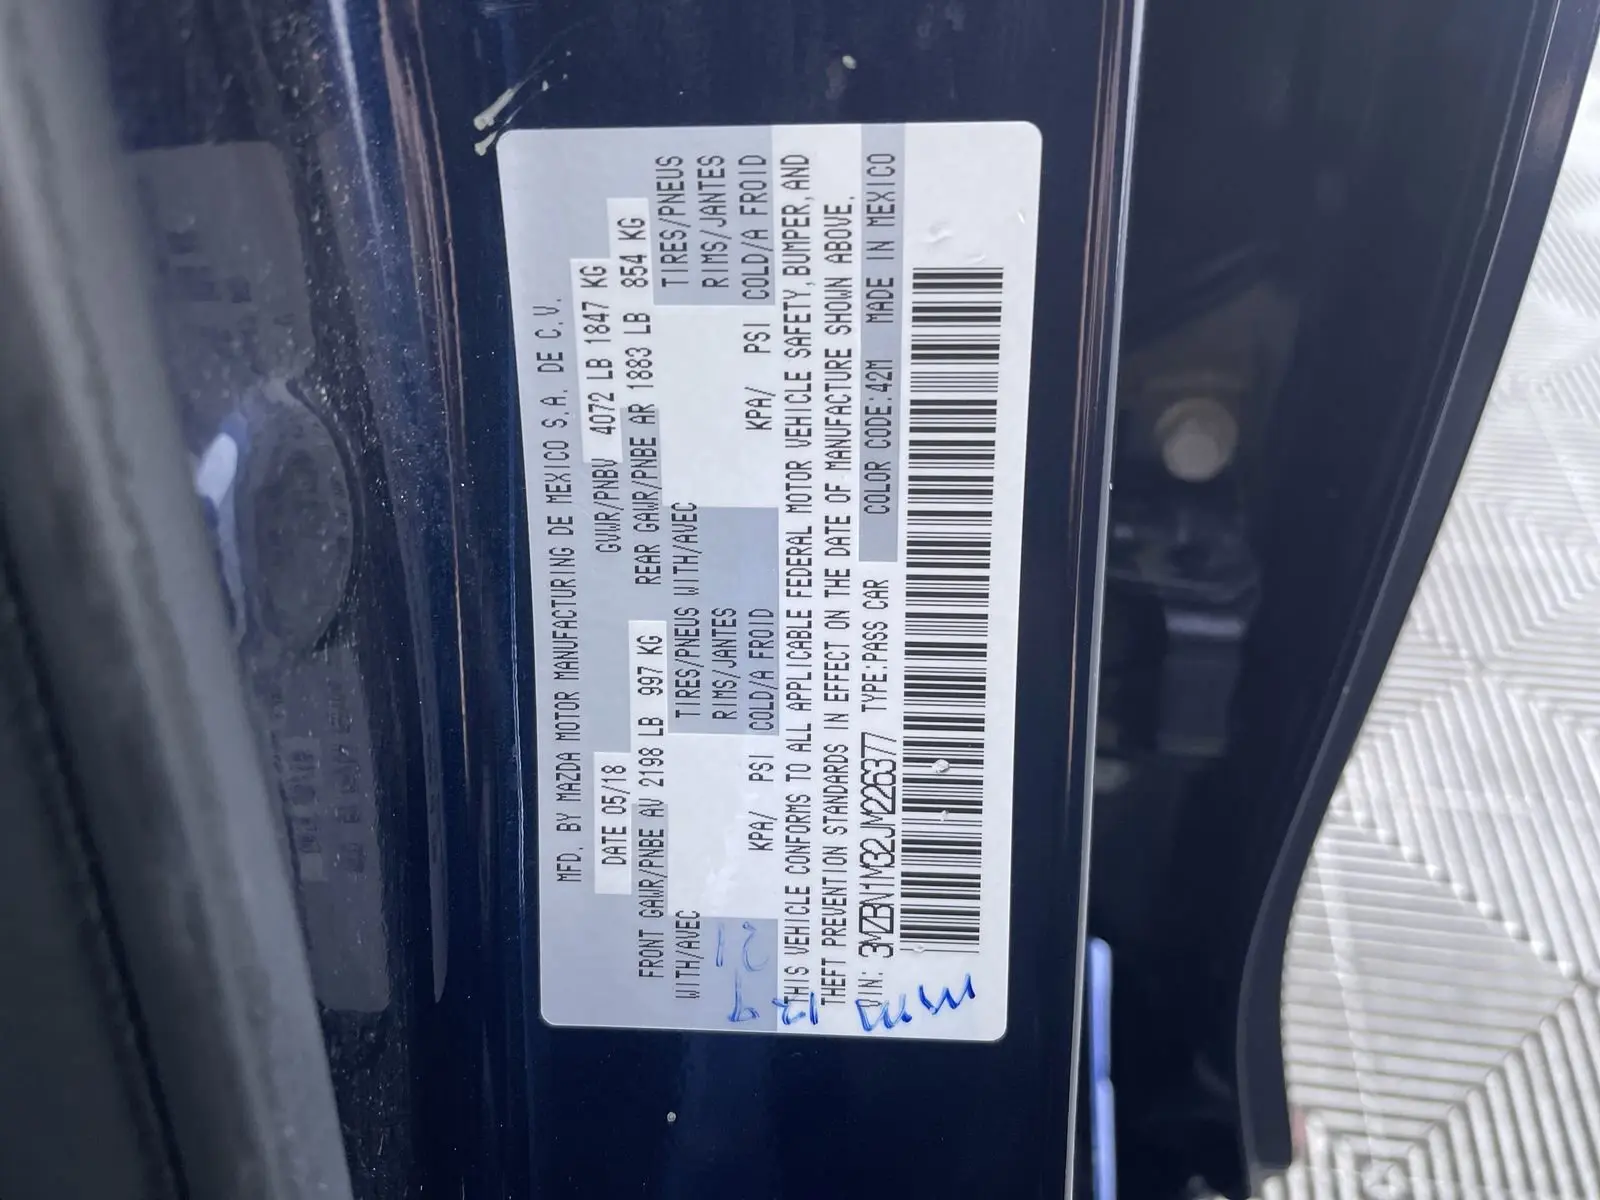 MFD. BY MAZDA MOTOR MANUFACTURING DE MEXICO S.A. DE C.V.
DATE 05/18 GVWR/PNBV 4072 LB 1847 KG
FRONT GAWR/PNBE AV 2198 LB 997 KG REAR GAWR/PNBE AR 1883 LB 854 KG
WITH/AVEC TIRES/PNEUS WITH/AVEC TIRES/PNEUS
RIMS/JANTES RIMS/JANTES
KPA/ PSI COLD/A FROID KPA/ PSI COLD/A FROID
THIS VEHICLE CONFORMS TO ALL APPLICABLE FEDERAL MOTOR VEHICLE SAFETY, BUMPER, AND
THEFT PREVENTION STANDARDS IN EFFECT ON THE DATE OF MANUFACTURE SHOWN ABOVE.
VIN: 3MZBN1M32JM226377 TYPE:PASS CAR COLOR CODE:42M MADE IN MEXICO